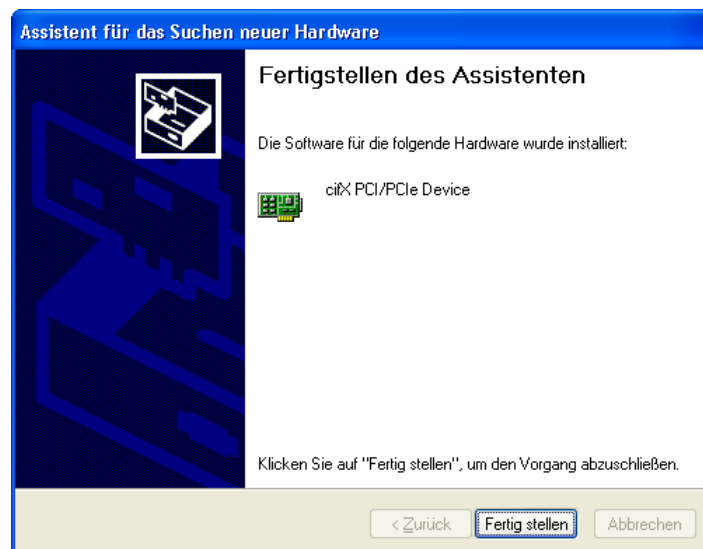 Assistent für das Suchen neuer Hardware
Fertigstellen des Assistenten
Die Software für die folgende Hardware wurde installiert:
cifX PCI/PCIe Device
Klicken Sie auf "Fertig stellen", um den Vorgang abzuschließen.
< Zurück Fertig stellen Abbrechen